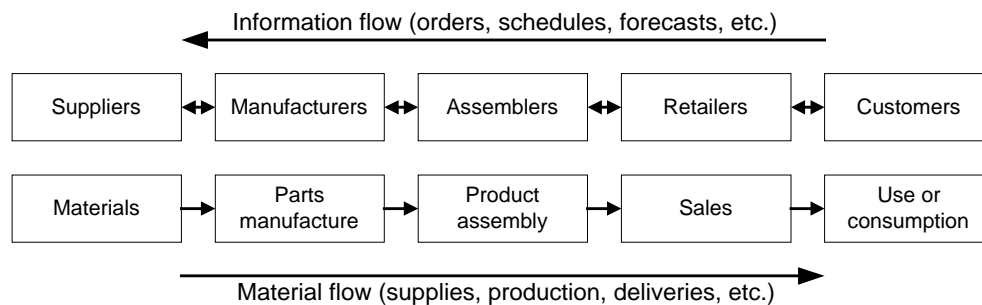 Information flow (orders, schedules, forecasts, etc.)
Suppliers
Manufacturers
Assemblers
Retailers
Customers
Materials
Parts
manufacture
Product
assembly
Sales
Use or
consumption
Material flow (supplies, production, deliveries, etc.)